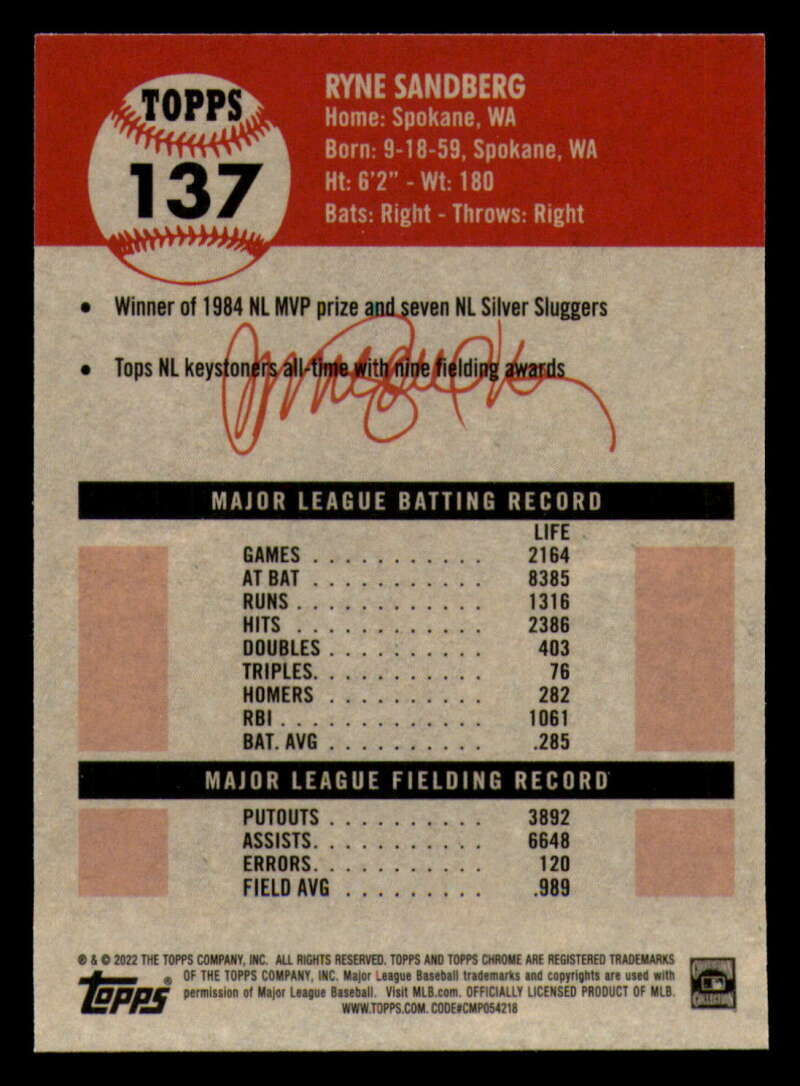 TOPPS
137
RYNE SANDBERG
Home: Spokane, WA
Born: 9-18-59, Spokane, WA
Ht: 6'2" - Wt: 180
Bats: Right - Throws: Right
• Winner of 1984 NL MVP prize and seven NL Silver Sluggers
• Tops NL keystoners all-time with nine fielding awards
MAJOR LEAGUE BATTING RECORD
LIFE
GAMES . . . . . . . . . . . 2164
AT BAT . . . . . . . . . . . 8385
RUNS . . . . . . . . . . . . 1316
HITS . . . . . . . . . . . . 2386
DOUBLES . . . . . . . . . . 403
TRIPLES. . . . . . . . . . . 76
HOMERS . . . . . . . . . . 282
RBI . . . . . . . . . . . . . 1061
BAT. AVG . . . . . . . . . . .285
MAJOR LEAGUE FIELDING RECORD
PUTOUTS . . . . . . . . . . 3892
ASSISTS. . . . . . . . . . . 6648
ERRORS. . . . . . . . . . . 120
FIELD AVG . . . . . . . . . .989
® & © 2022 THE TOPPS COMPANY, INC. ALL RIGHTS RESERVED. TOPPS AND TOPPS CHROME ARE REGISTERED TRADEMARKS
OF THE TOPPS COMPANY, INC. Major League Baseball trademarks and copyrights are used with
permission of Major League Baseball. Visit MLB.com. OFFICIALLY LICENSED PRODUCT OF MLB.
WWW.TOPPS.COM. CODE#CMP054218
Topps®